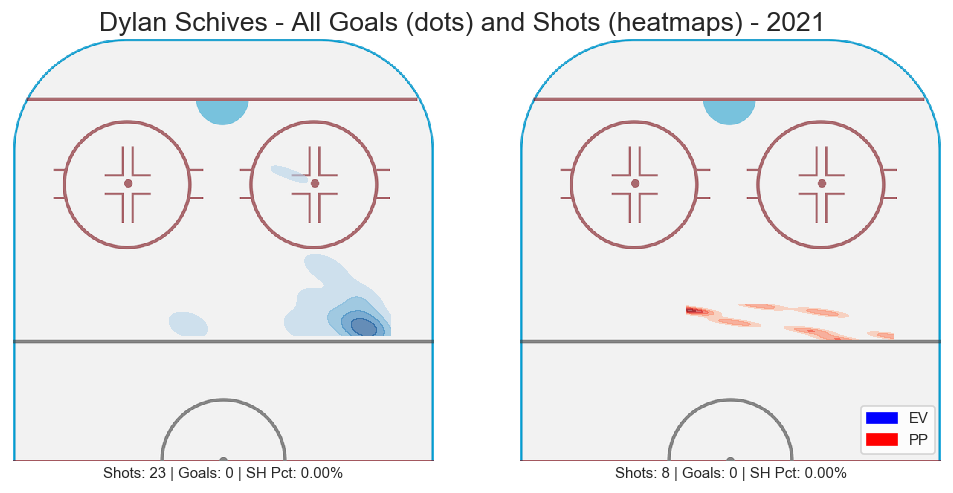 Dylan Schives - All Goals (dots) and Shots (heatmaps) - 2021
EV
PP
Shots: 23 | Goals: 0 | SH Pct: 0.00%
Shots: 8 | Goals: 0 | SH Pct: 0.00%